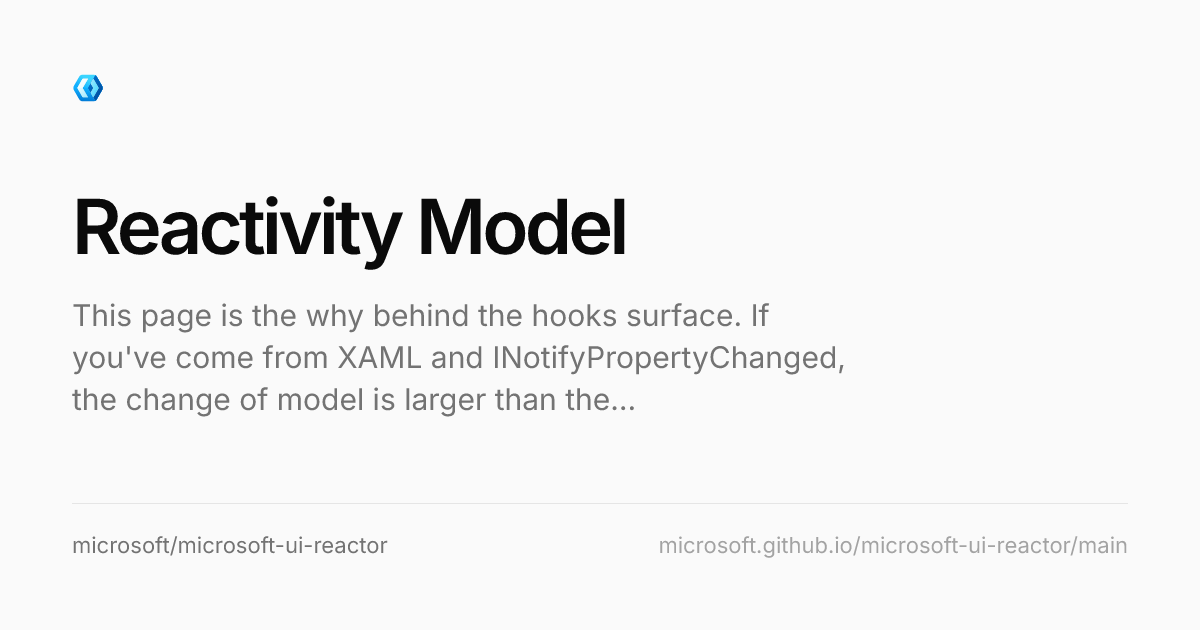 Reactivity Model
This page is the why behind the hooks surface. If
you've come from XAML and INotifyPropertyChanged,
the change of model is larger than the...
microsoft/microsoft-ui-reactor
microsoft.github.io/microsoft-ui-reactor/main